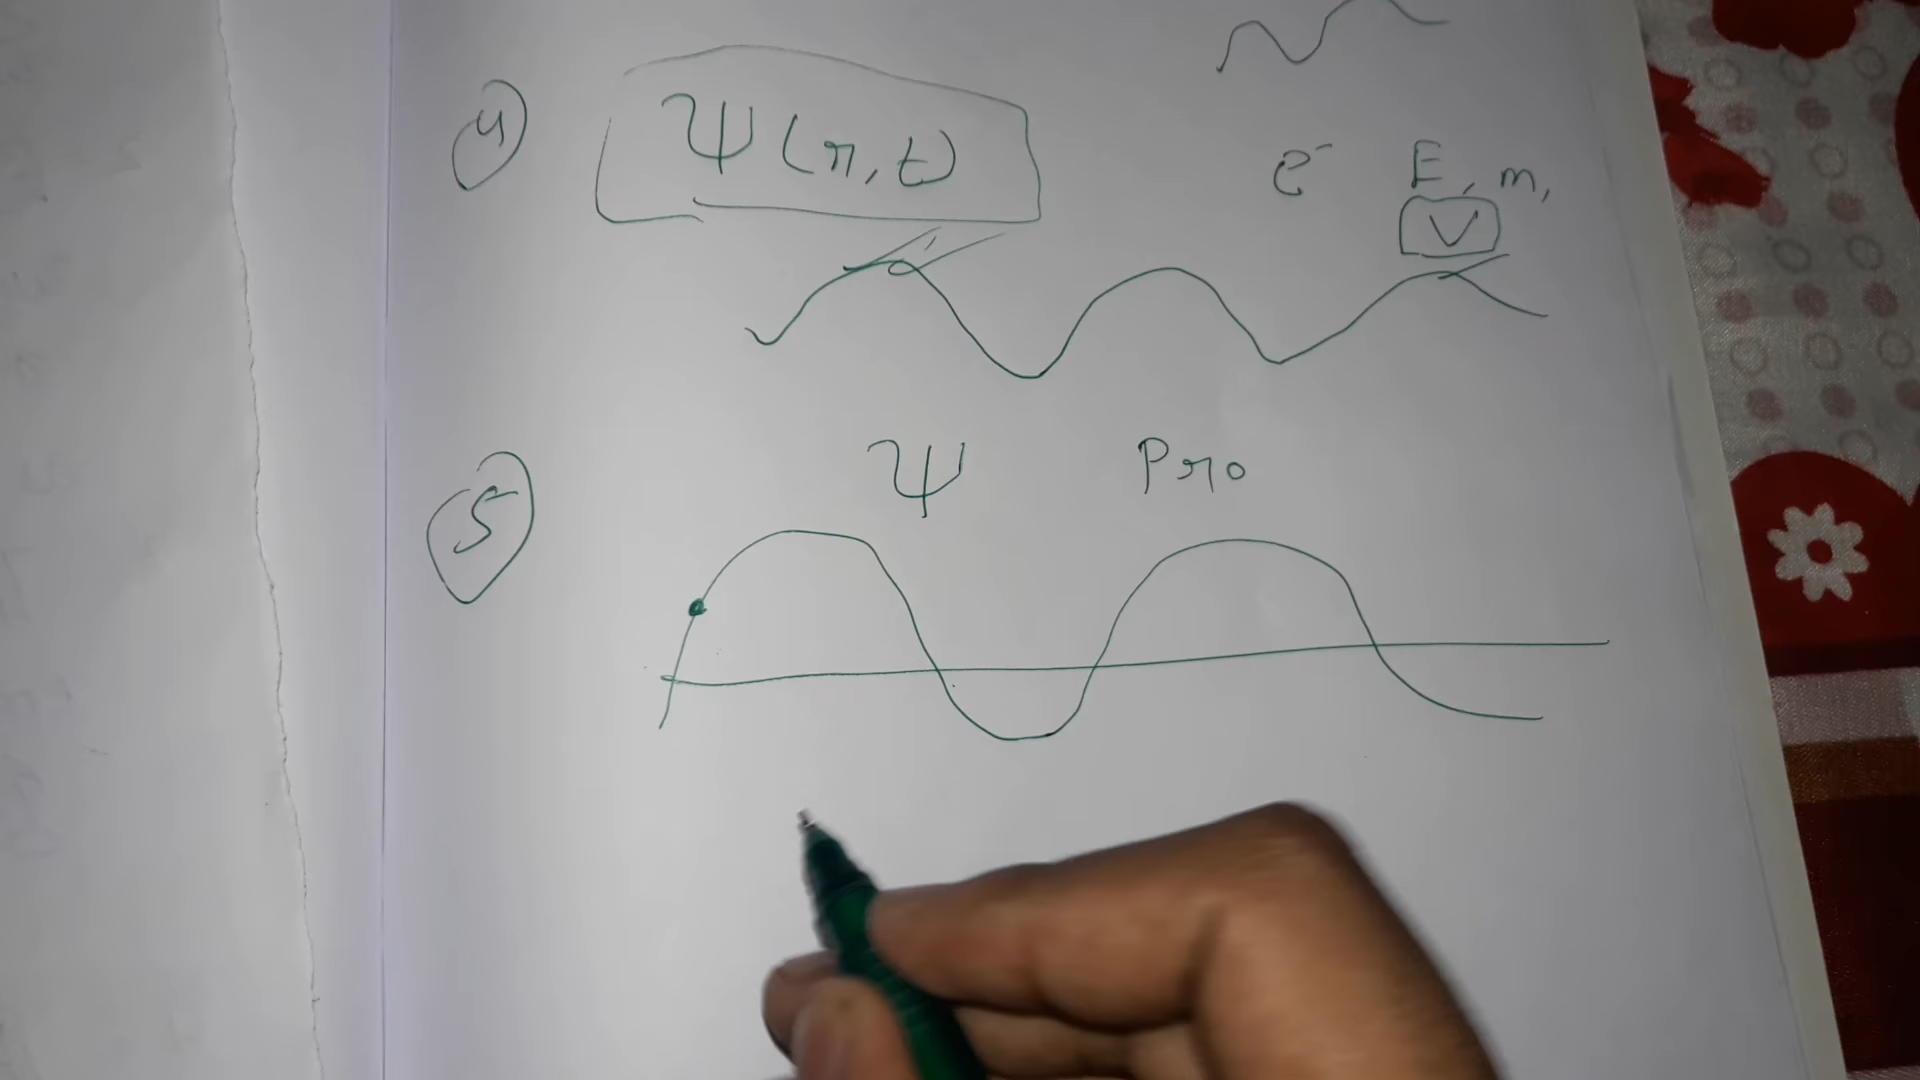 4 Ψ (r, t)
e⁻ E, m,
V
5 Ψ Pro